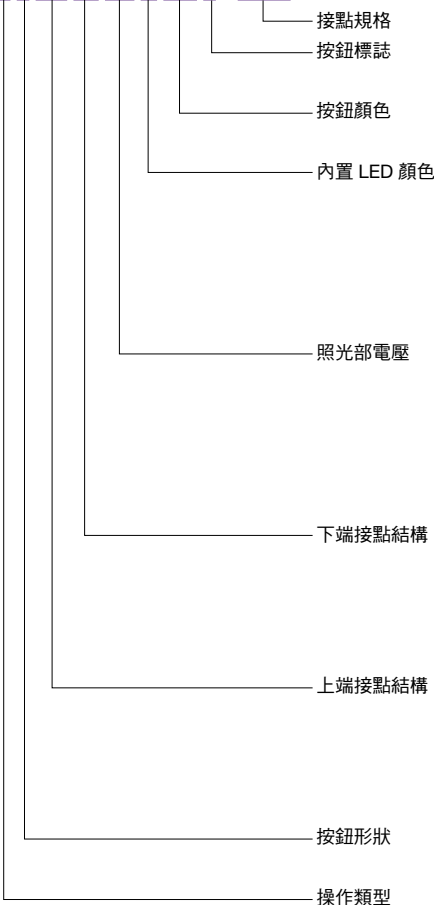 接點規格
按鈕標誌
按鈕顏色
內置 LED 顏色
照光部電壓
下端接點結構
上端接點結構
按鈕形狀
操作類型